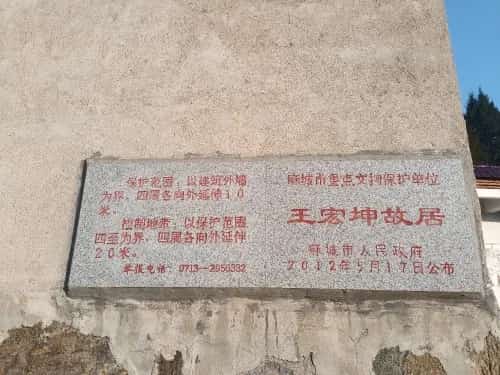 保护范围：以建筑外墙
为界，四周各向外延伸10
米。
控制地带：以保护范围
四至为界，四周各向外延伸
20米。
举报电话：0713—2950332
麻城市重点文物保护单位
王宏坤故居
麻城市人民政府
2012年5月17日公布